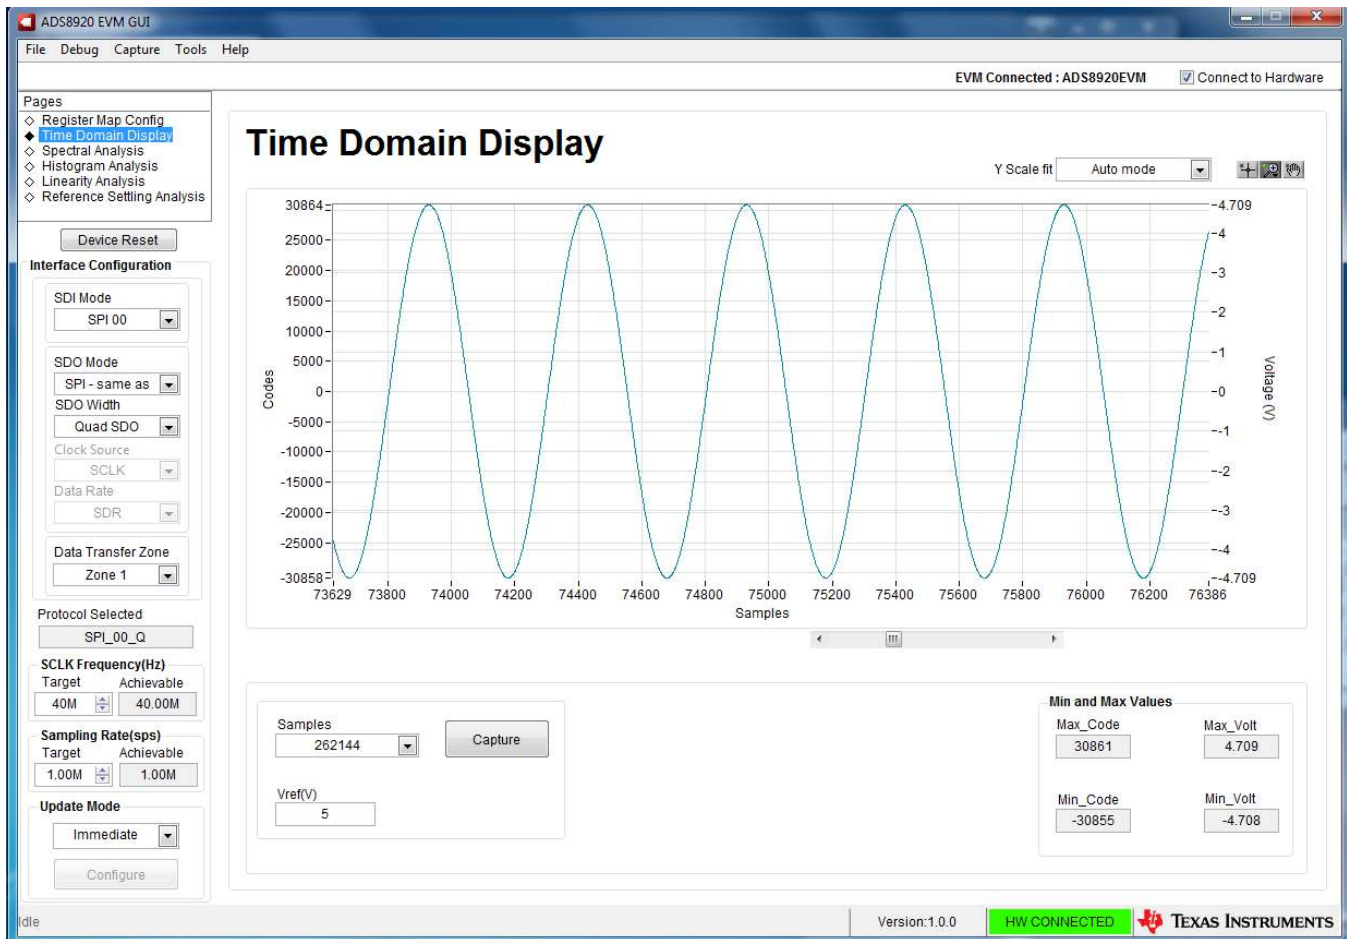 ADS8920 EVM GUI
File Debug Capture Tools Help
EVM Connected : ADS8920EVM Connect to Hardware
Pages
Register Map Config
Time Domain Display
Spectral Analysis
Histogram Analysis
Linearity Analysis
Reference Settling Analysis
Device Reset
Interface Configuration
SDI Mode
SPI 00
SDO Mode
SPI - same as
SDO Width
Quad SDO
Clock Source
SCLK
Data Rate
SDR
Data Transfer Zone
Zone 1
Protocol Selected
SPI_00_Q
SCLK Frequency(Hz)
Target Achievable
40M 40.00M
Sampling Rate(sps)
Target Achievable
1.00M 1.00M
Update Mode
Immediate
Configure
Time Domain Display
Y Scale fit Auto mode
30864
25000
20000
15000
10000
5000
0
-5000
-10000
-15000
-20000
-25000
-30858
Codes
4.709
4
3
2
1
0
-1
-2
-3
-4
-4.709
Voltage (V)
73629 73800 74000 74200 74400 74600 74800 75000 75200 75400 75600 75800 76000 76200 76386
Samples
Samples
262144
Capture
Vref(V)
5
Min and Max Values
Max_Code Max_Volt
30861 4.709
Min_Code Min_Volt
-30855 -4.708
Idle
Version:1.0.0
HW CONNECTED
TEXAS INSTRUMENTS